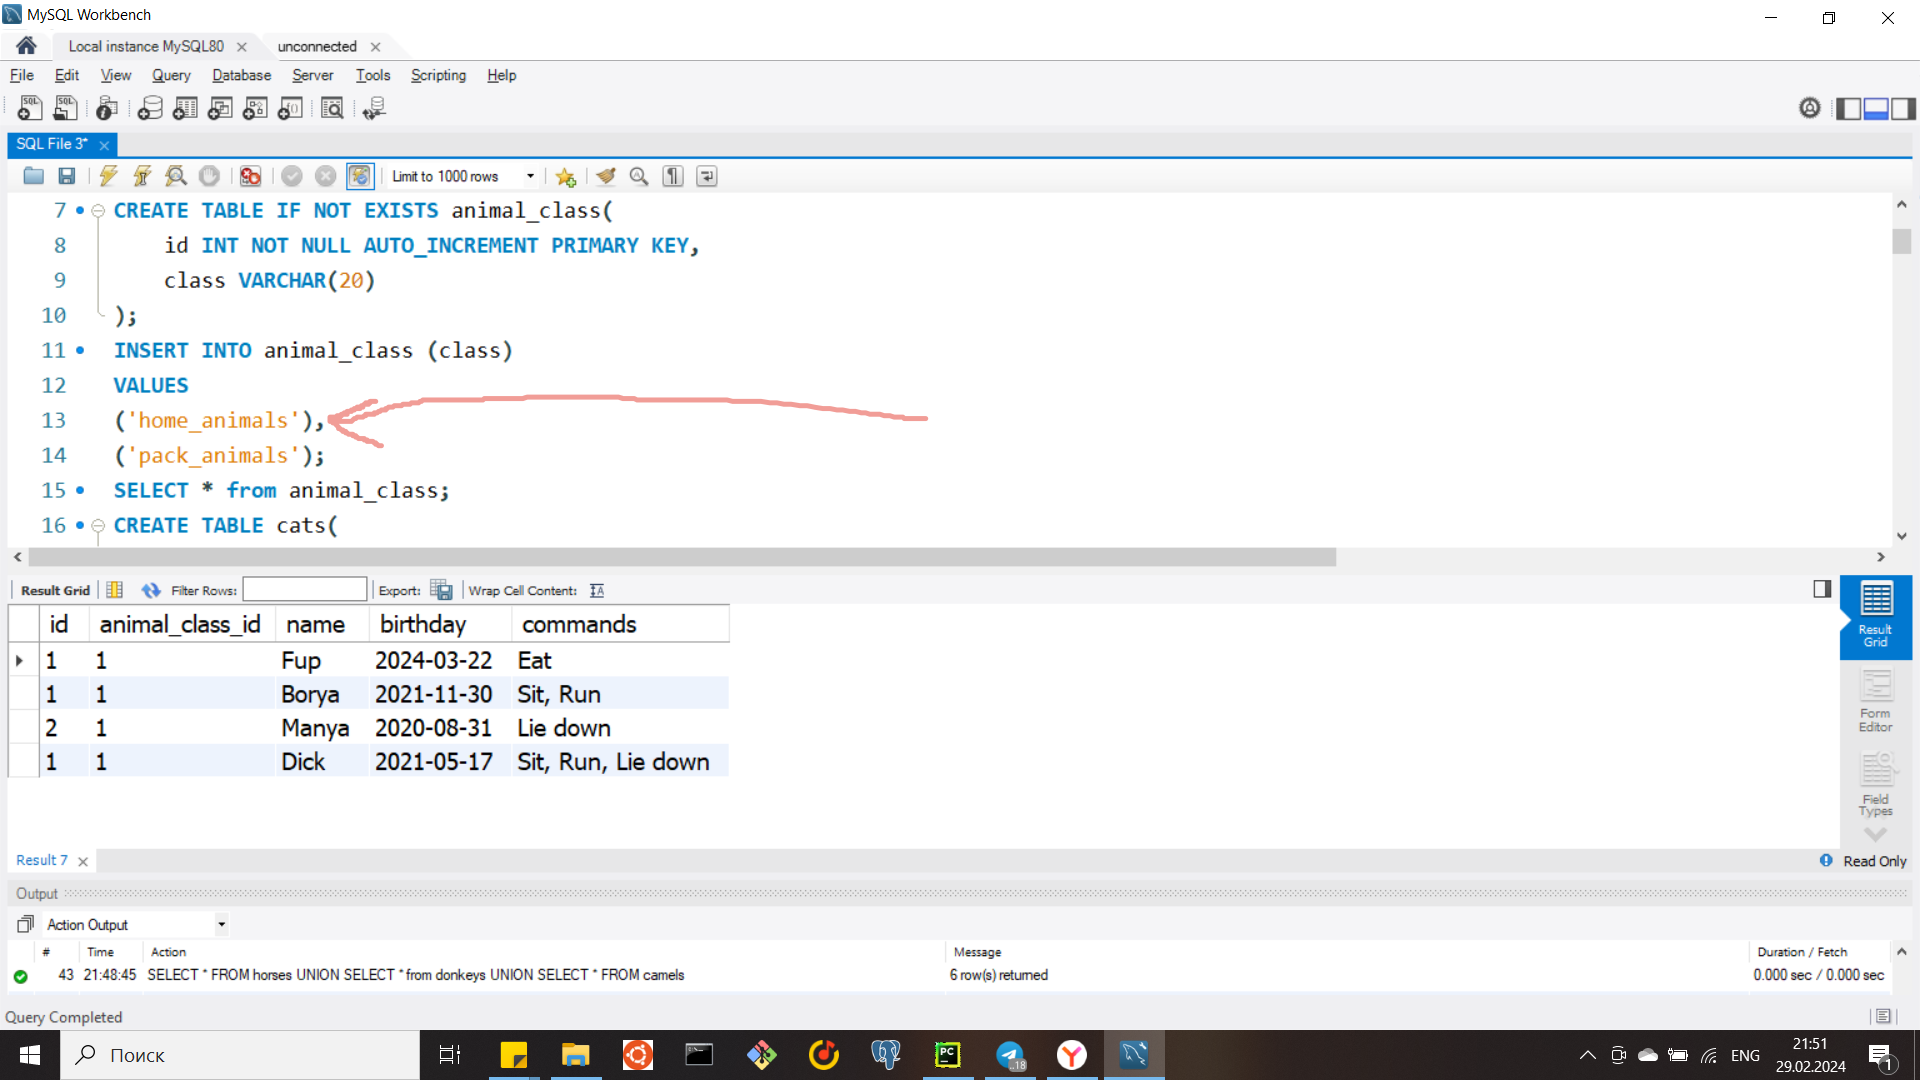 MySQL Workbench
Local instance MySQL80
unconnected
File Edit View Query Database Server Tools Scripting Help
SQL File 3*
Limit to 1000 rows
7 CREATE TABLE IF NOT EXISTS animal_class(
8 id INT NOT NULL AUTO_INCREMENT PRIMARY KEY,
9 class VARCHAR(20)
10 );
11 INSERT INTO animal_class (class)
12 VALUES
13 ('home_animals'),
14 ('pack_animals');
15 SELECT * from animal_class;
16 CREATE TABLE cats(
Result Grid Filter Rows: Export: Wrap Cell Content:
id animal_class_id name birthday commands
1 1 Fup 2024-03-22 Eat
1 1 Borya 2021-11-30 Sit, Run
2 1 Manya 2020-08-31 Lie down
1 1 Dick 2021-05-17 Sit, Run, Lie down
Result Grid
Form Editor
Field Types
Result 7
Read Only
Output
Action Output
# Time Action Message Duration / Fetch
43 21:48:45 SELECT * FROM horses UNION SELECT * from donkeys UNION SELECT * FROM camels 6 row(s) returned 0.000 sec / 0.000 sec
Query Completed
Поиск
PC
18
ENG
21:51
29.02.2024
1